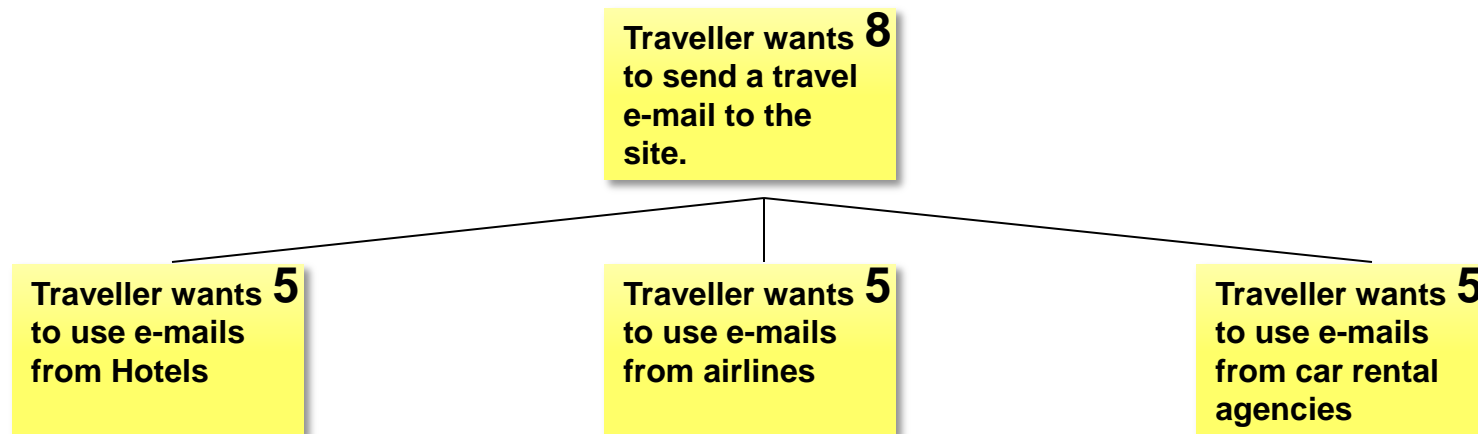 Traveller wants 8
to send a travel
e-mail to the
site.
Traveller wants 5
to use e-mails
from Hotels
Traveller wants 5
to use e-mails
from airlines
Traveller wants 5
to use e-mails
from car rental
agencies